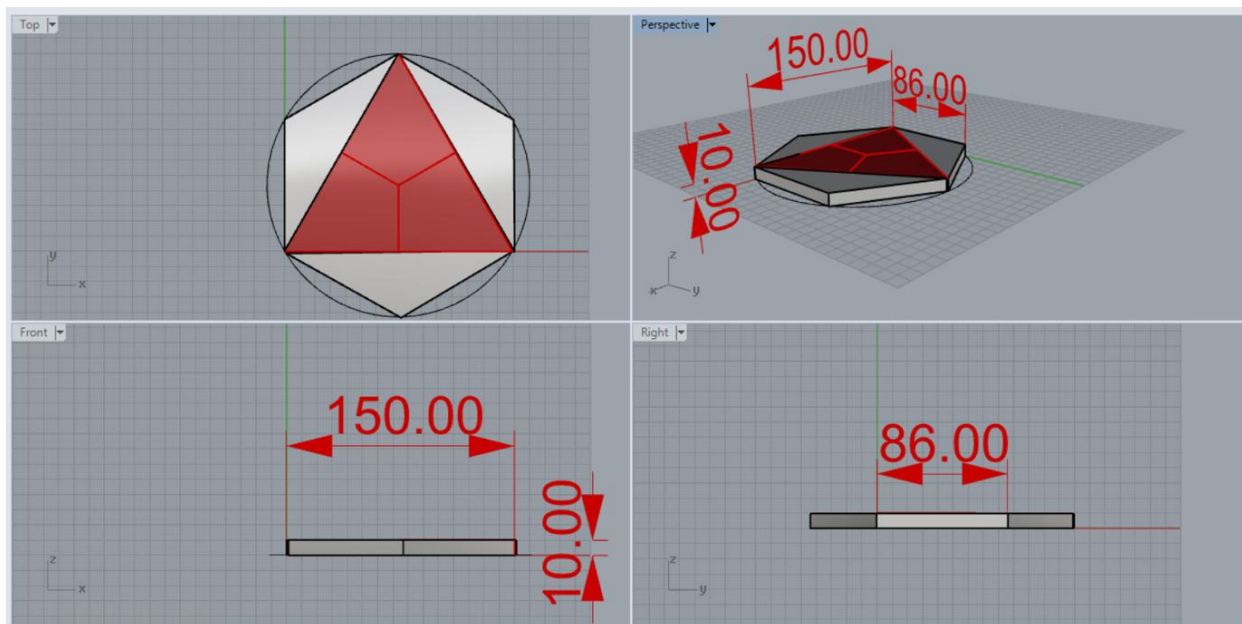 Top
y
x
Perspective
150.00
86.00
10.00
z
x
y
Front
150.00
10.00
z
x
Right
86.00
z
y